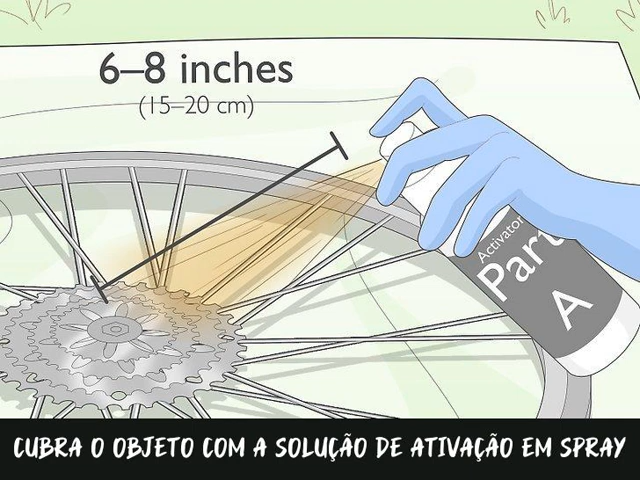 6–8 inches
(15–20 cm)
Activator
Part
A
CUBRA O OBJETO COM A SOLUÇÃO DE ATIVAÇÃO EM SPRAY